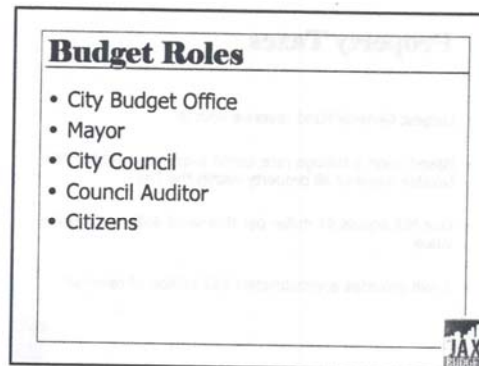 Budget Roles
• City Budget Office
• Mayor
• City Council
• Council Auditor
• Citizens
JAX